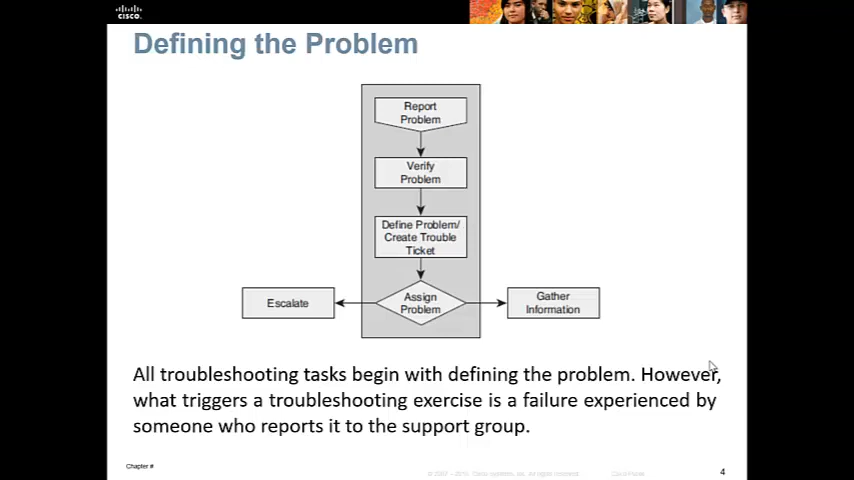 CISCO.
Defining the Problem
Report
Problem
Verify
Problem
Define Problem/
Create Trouble
Ticket
Escalate
Assign
Problem
Gather
Information
All troubleshooting tasks begin with defining the problem. However,
what triggers a troubleshooting exercise is a failure experienced by
someone who reports it to the support group.
Chapter #
4